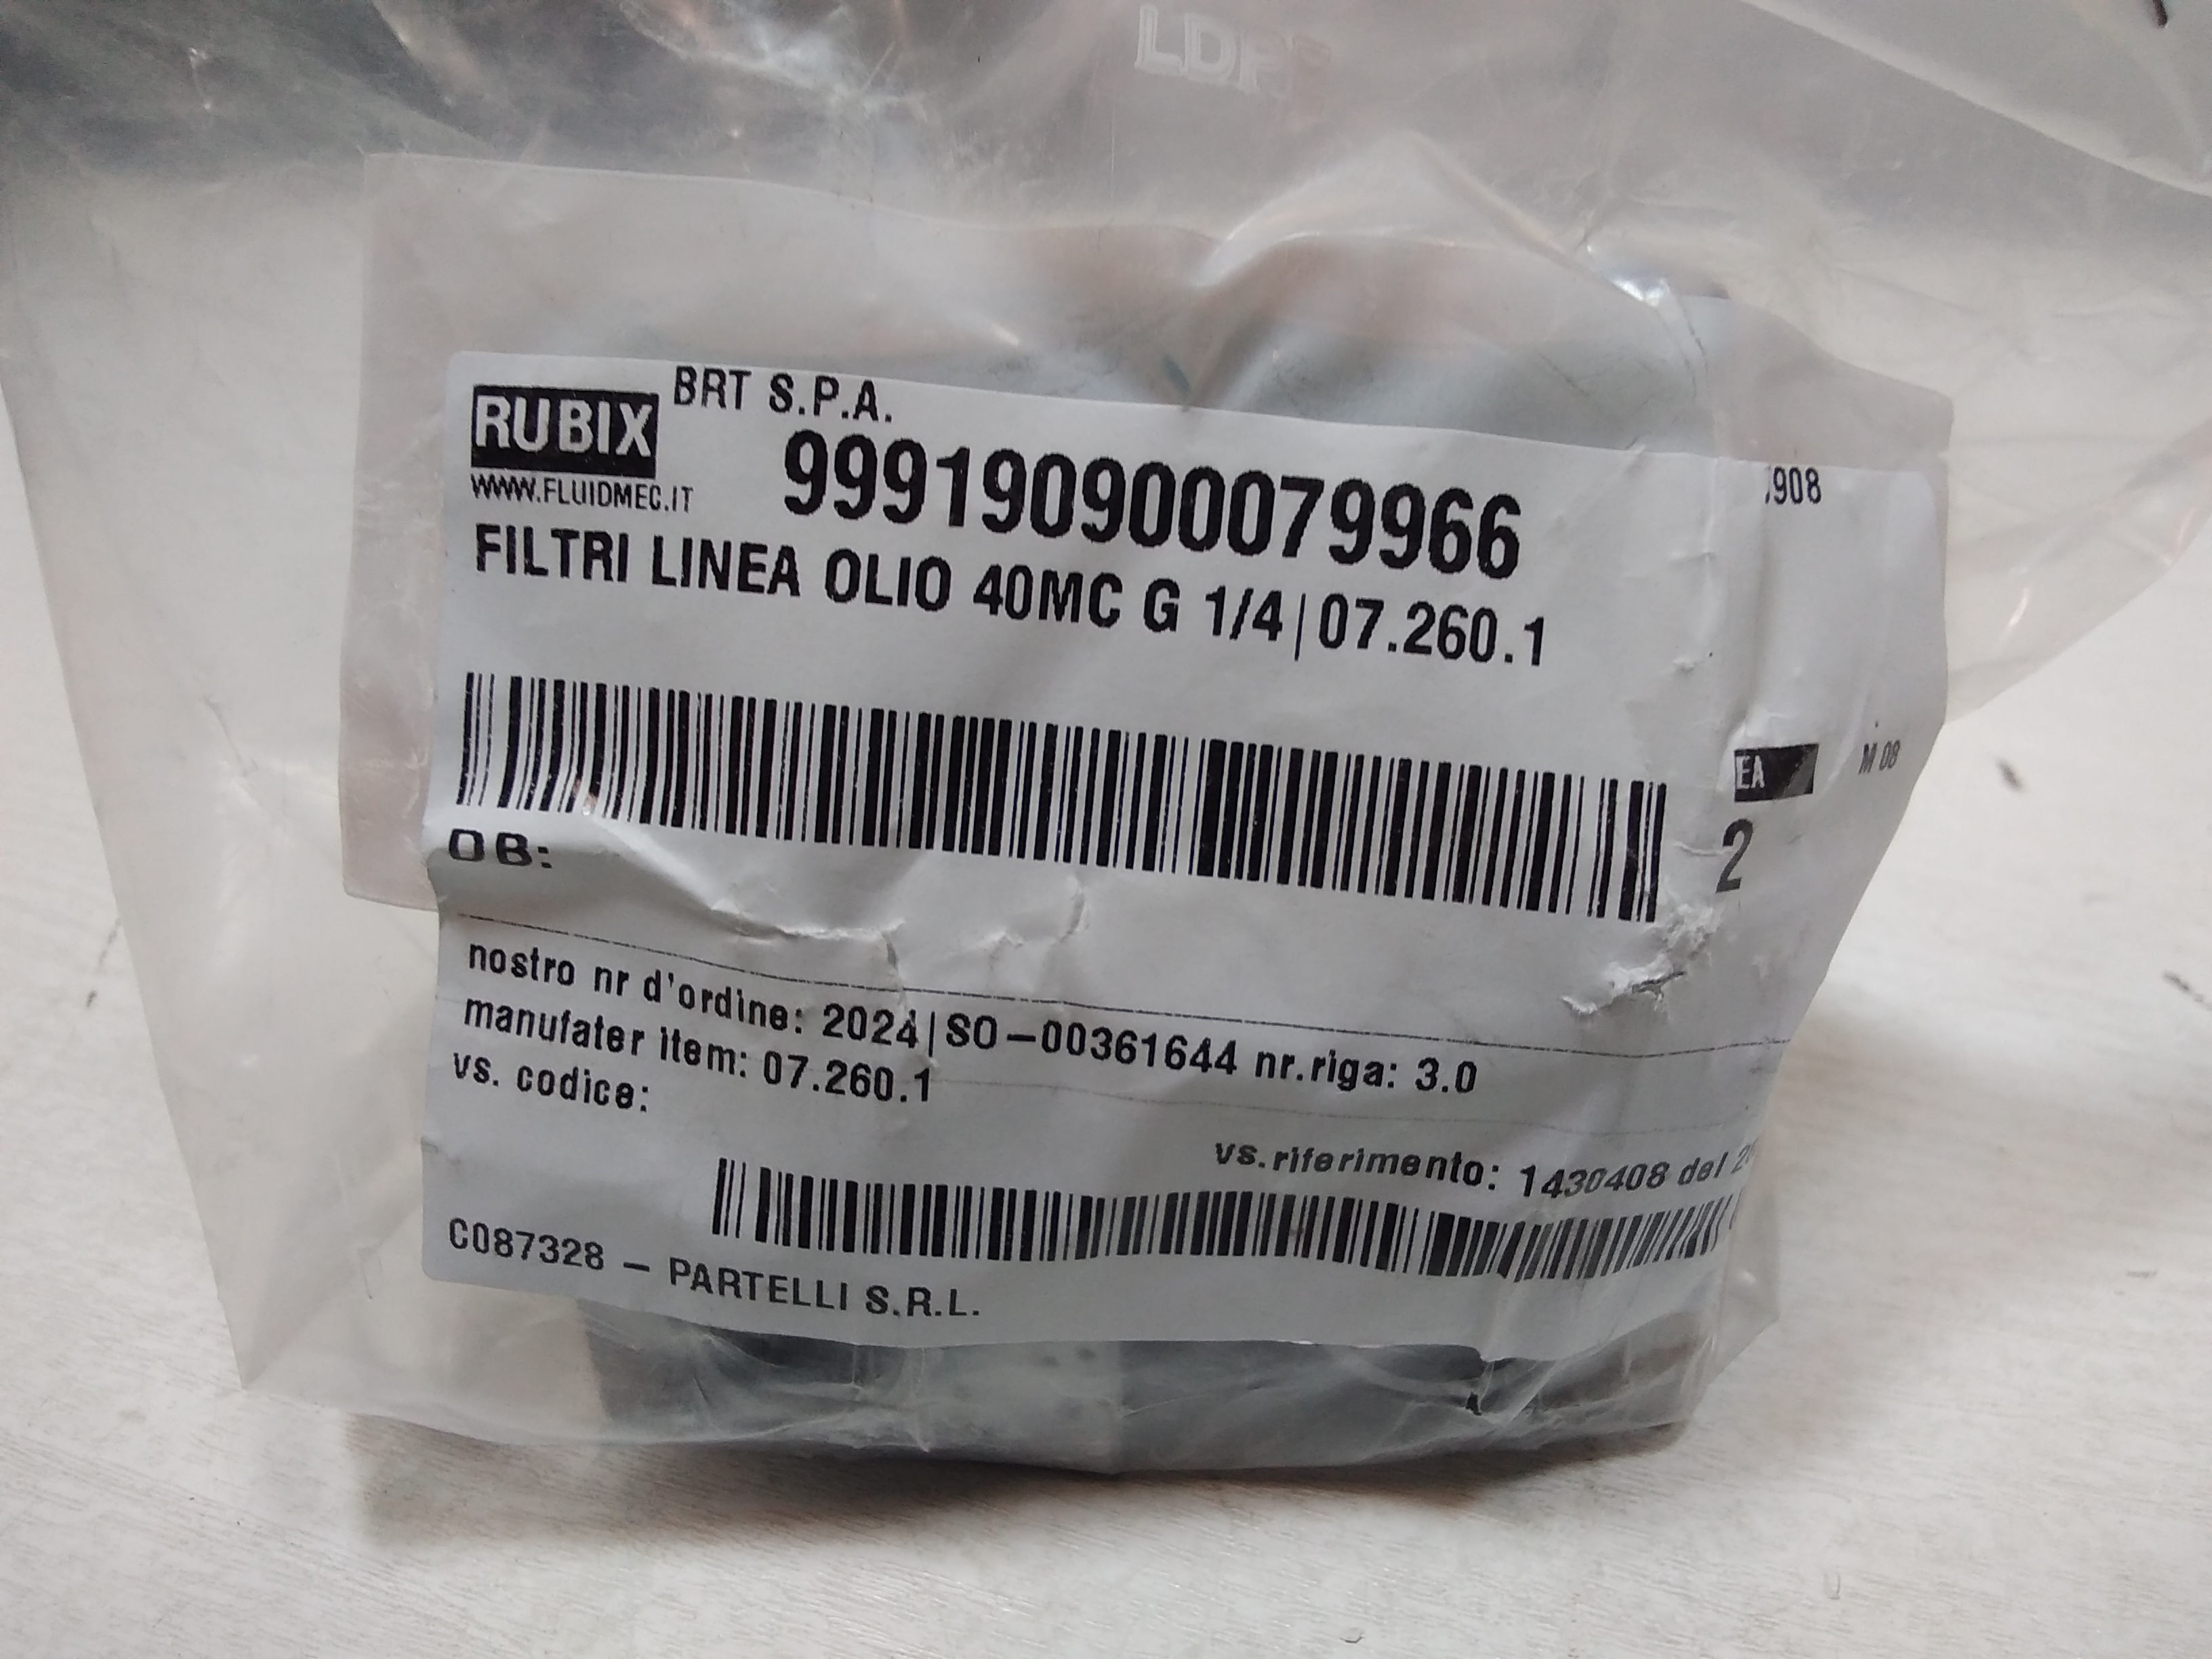 RUBIX
BRT S.P.A.
WWW.FLUIDMEC.IT
999190900079966
908
FILTRI LINEA OLIO 40MC G 1/4|07.260.1
EA
M 08
2
OB:
nostro nr d'ordine: 2024|SO-00361644 nr.riga: 3.0
manufater item: 07.260.1
vs. codice:
vs.riferimento: 1430408 del
C087328 - PARTELLI S.R.L.